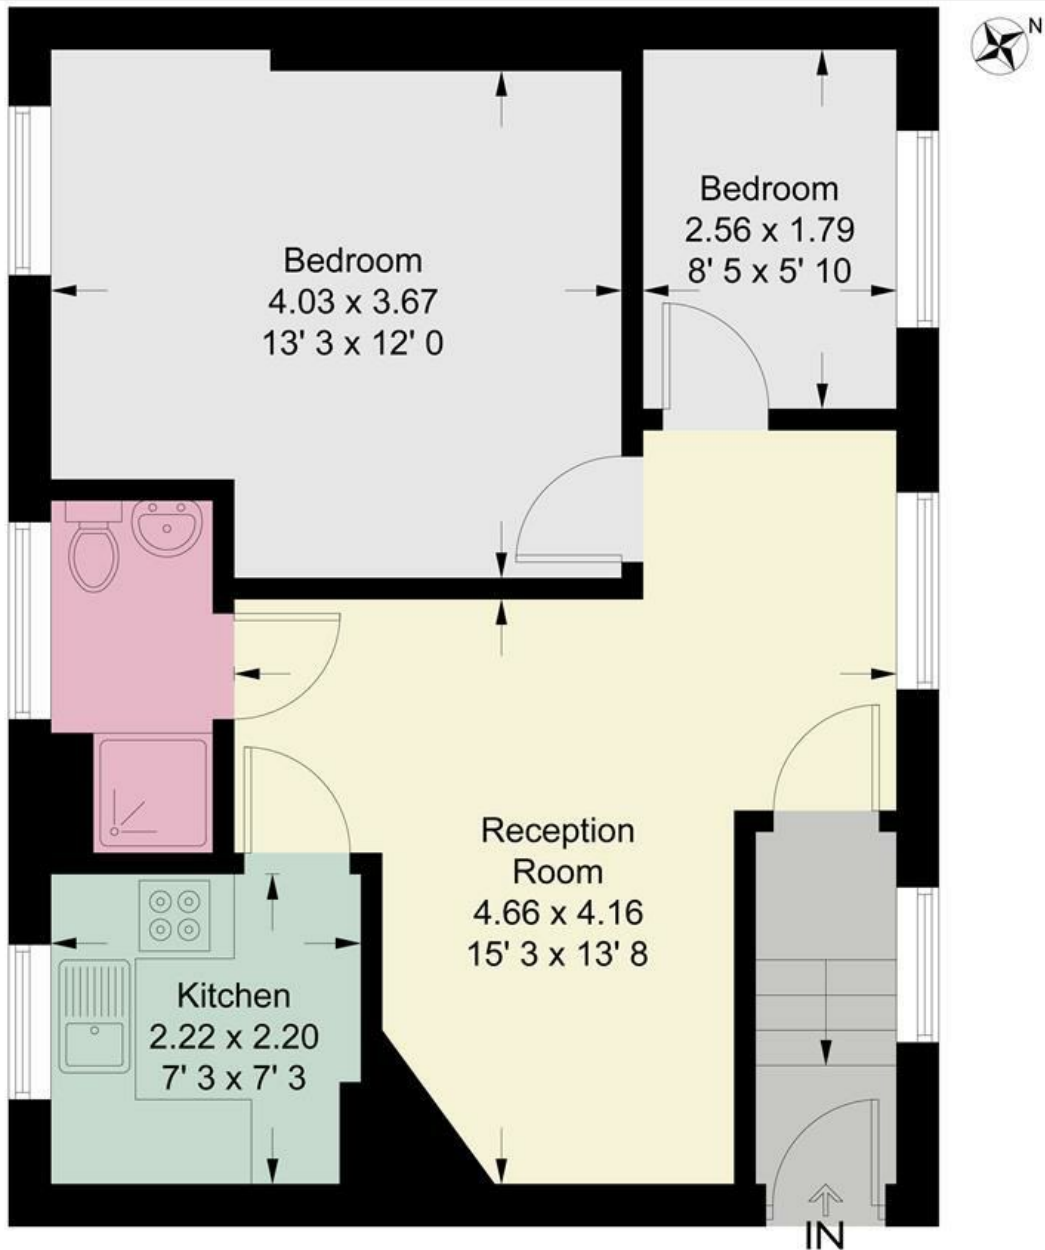 N
Bedroom
4.03 x 3.67
13' 3 x 12' 0
Bedroom
2.56 x 1.79
8' 5 x 5' 10
Reception
Room
4.66 x 4.16
15' 3 x 13' 8
Kitchen
2.22 x 2.20
7' 3 x 7' 3
IN